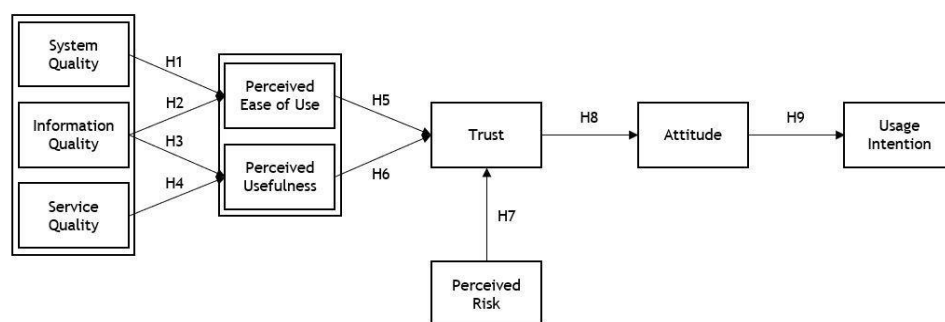 System
Quality
Information
Quality
Service
Quality
H1
H2
H3
H4
Perceived
Ease of Use
Perceived
Usefulness
H5
H6
Trust
H7
Perceived
Risk
H8
Attitude
H9
Usage
Intention